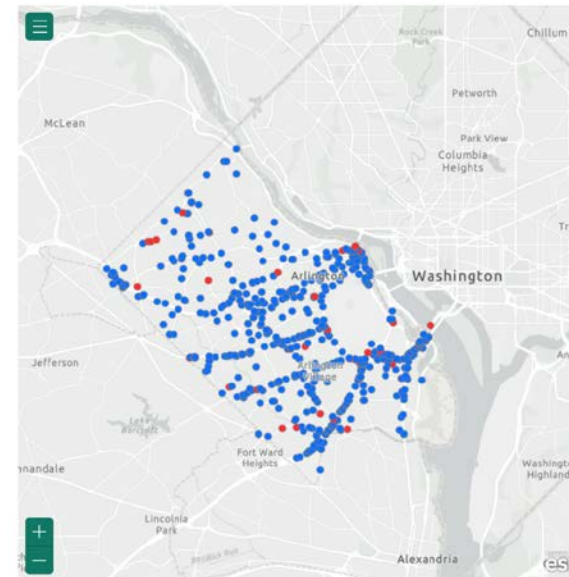 Rock Creek
Park
Chillum
Petworth
McLean
Park View
Columbia
Heights
Arlington
Washington
Jefferson
Arlington
Village
Lake
Barcroft
Fort Ward
Heights
nnandale
Washington
Highland
Lincolnia
Park
Alexandria
es
+
−